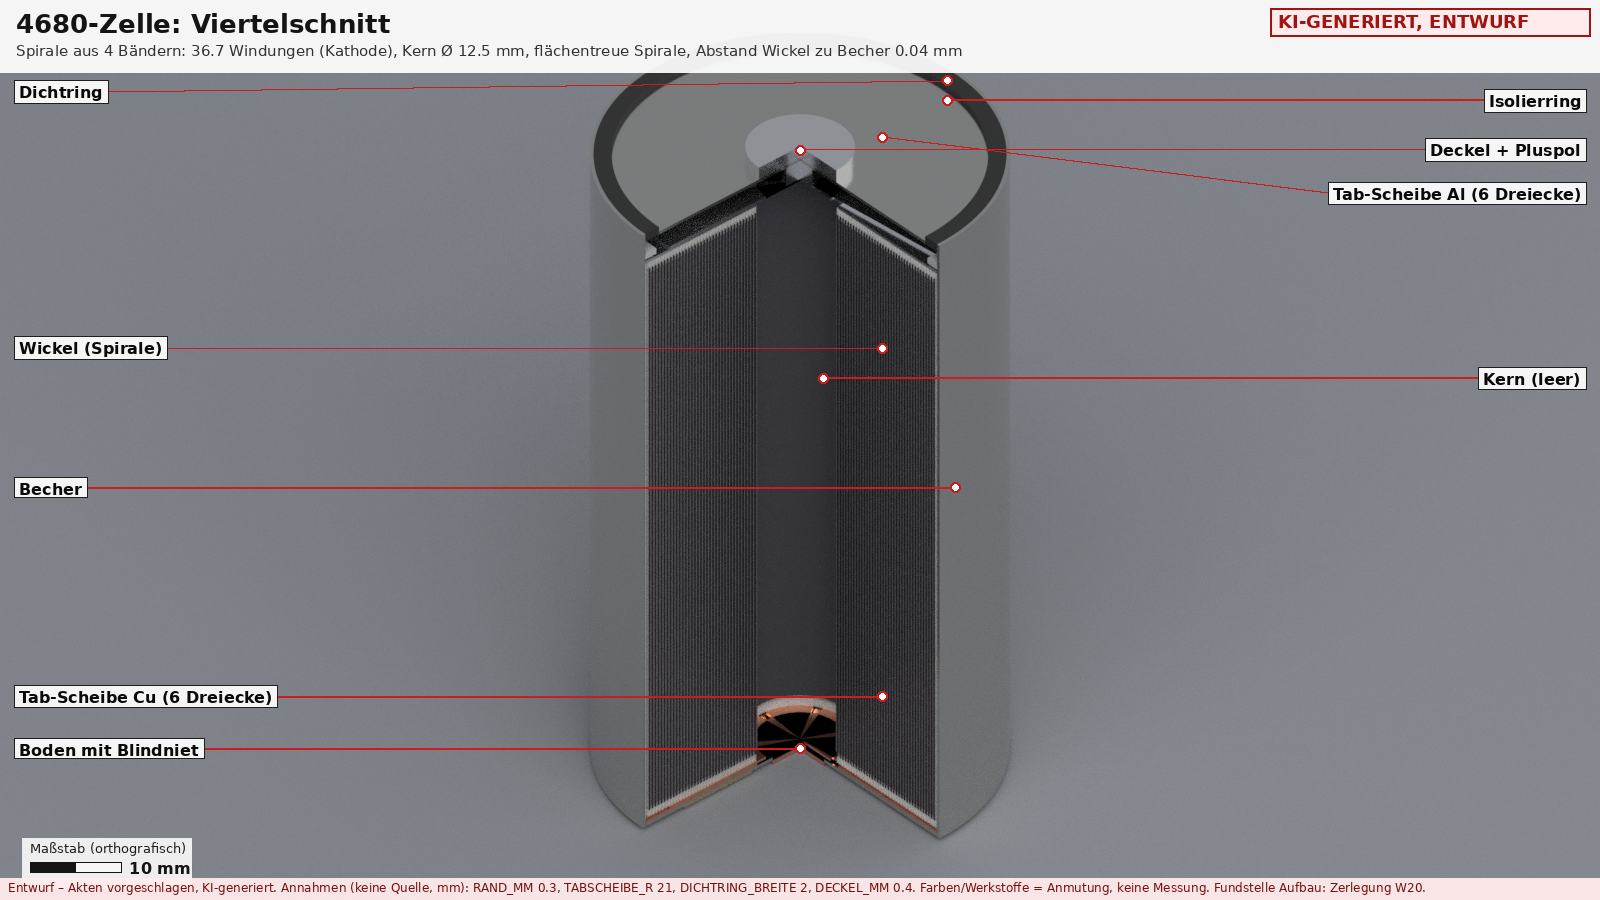 4680-Zelle: Viertelschnitt
KI-GENERIERT, ENTWURF
Spirale aus 4 Bändern: 36.7 Windungen (Kathode), Kern Ø 12.5 mm, flächentreue Spirale, Abstand Wickel zu Becher 0.04 mm
Dichtring
Isolierring
Deckel + Pluspol
Tab-Scheibe Al (6 Dreiecke)
Wickel (Spirale)
Kern (leer)
Becher
Tab-Scheibe Cu (6 Dreiecke)
Boden mit Blindniet
Maßstab (orthografisch)
10 mm
Entwurf – Akten vorgeschlagen, KI-generiert. Annahmen (keine Quelle, mm): RAND_MM 0.3, TABSCHEIBE_R 21, DICHTRING_BREITE 2, DECKEL_MM 0.4. Farben/Werkstoffe = Anmutung, keine Messung. Fundstelle Aufbau: Zerlegung W20.